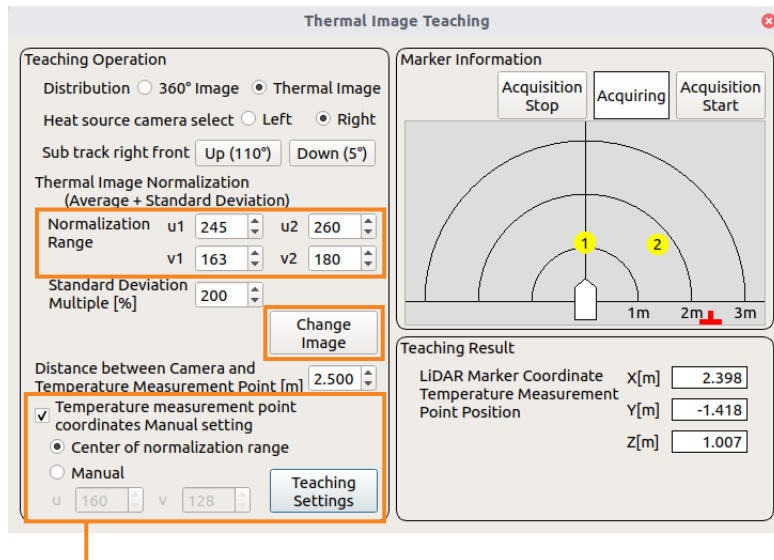 Thermal Image Teaching
Teaching Operation
Distribution 360° Image Thermal Image
Heat source camera select Left Right
Sub track right front Up (110°) Down (5°)
Thermal Image Normalization
(Average + Standard Deviation)
Normalization Range u1 245 u2 260
v1 163 v2 180
Standard Deviation
Multiple [%] 200
Change
Image
Distance between Camera and
Temperature Measurement Point [m] 2.500
Temperature measurement point
coordinates Manual setting
Center of normalization range
Manual
u 160 v 128
Teaching
Settings
Marker Information
Acquisition
Stop
Acquiring
Acquisition
Start
1
2
1m 2m 3m
Teaching Result
LiDAR Marker Coordinate
Temperature Measurement
Point Position
X[m] 2.398
Y[m] -1.418
Z[m] 1.007